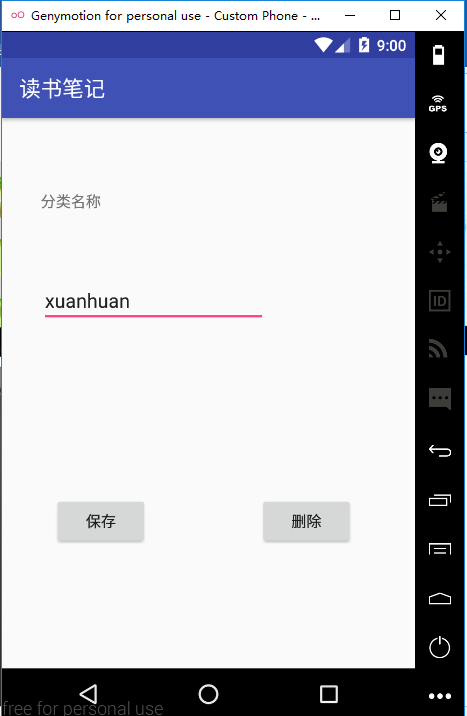 Genymotion for personal use - Custom Phone - ...
9:00
读书笔记
GPS
分类名称
xuanhuan
ID
保存
删除
free for personal use